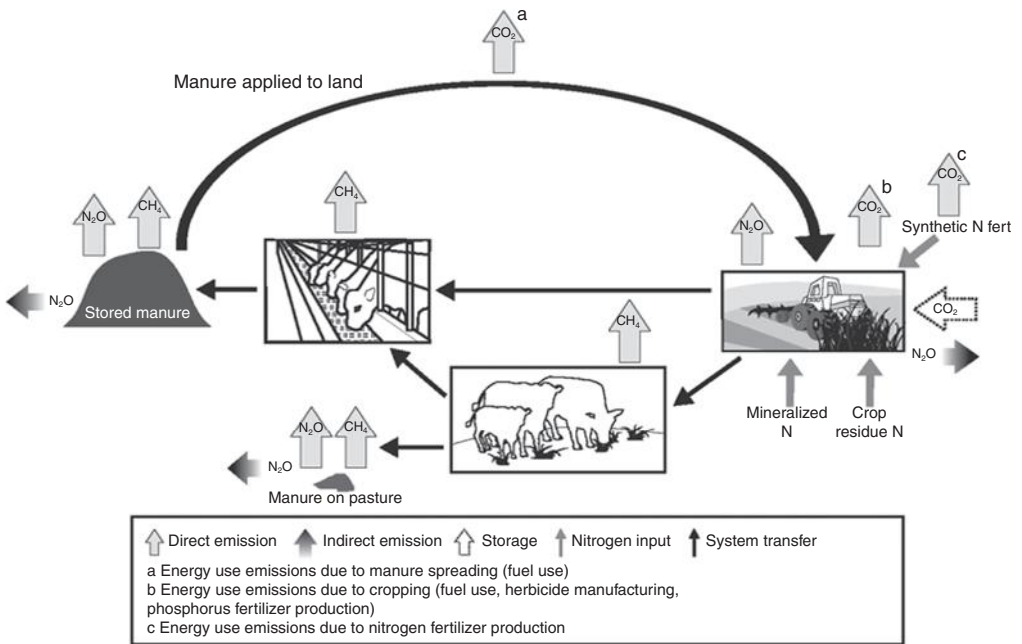 a
CO₂
Manure applied to land
c
CO₂
b
CO₂
CH₄
N₂O
CH₄
N₂O
Synthetic N fert
N₂O
Stored manure
CO₂
CH₄
N₂O
Mineralized
N
Crop
residue N
N₂O
CH₄
N₂O
Manure on pasture
Direct emission
Indirect emission
Storage
Nitrogen input
System transfer
a Energy use emissions due to manure spreading (fuel use)
b Energy use emissions due to cropping (fuel use, herbicide manufacturing,
phosphorus fertilizer production)
c Energy use emissions due to nitrogen fertilizer production